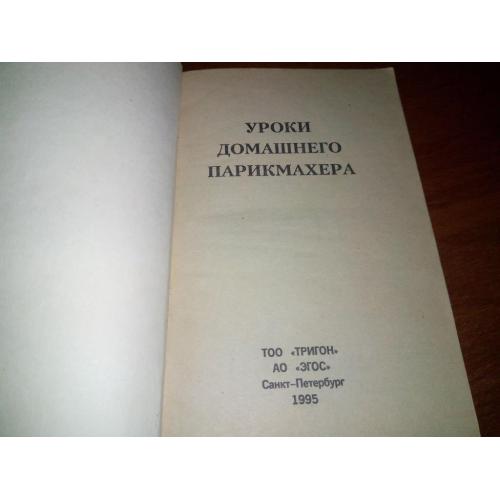 УРОКИ
ДОМАШНЕГО
ПАРИКМАХЕРА
ТОО «ТРИГОН»
АО «ЭГОС»
Санкт-Петербург
1995